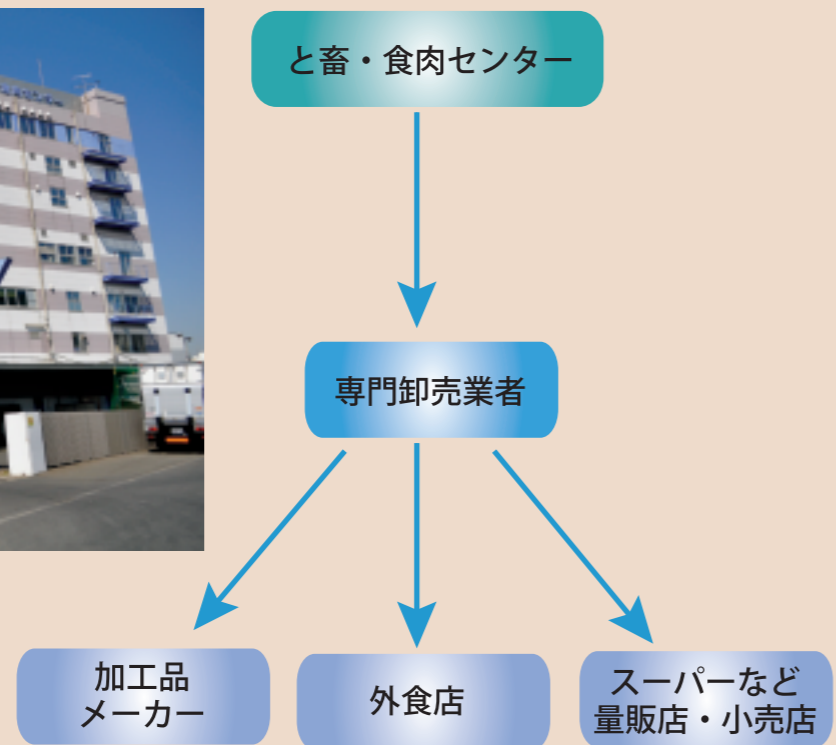 と畜・食肉センター
専門卸売業者
加工品
メーカー
外食店
スーパーなど
量販店・小売店